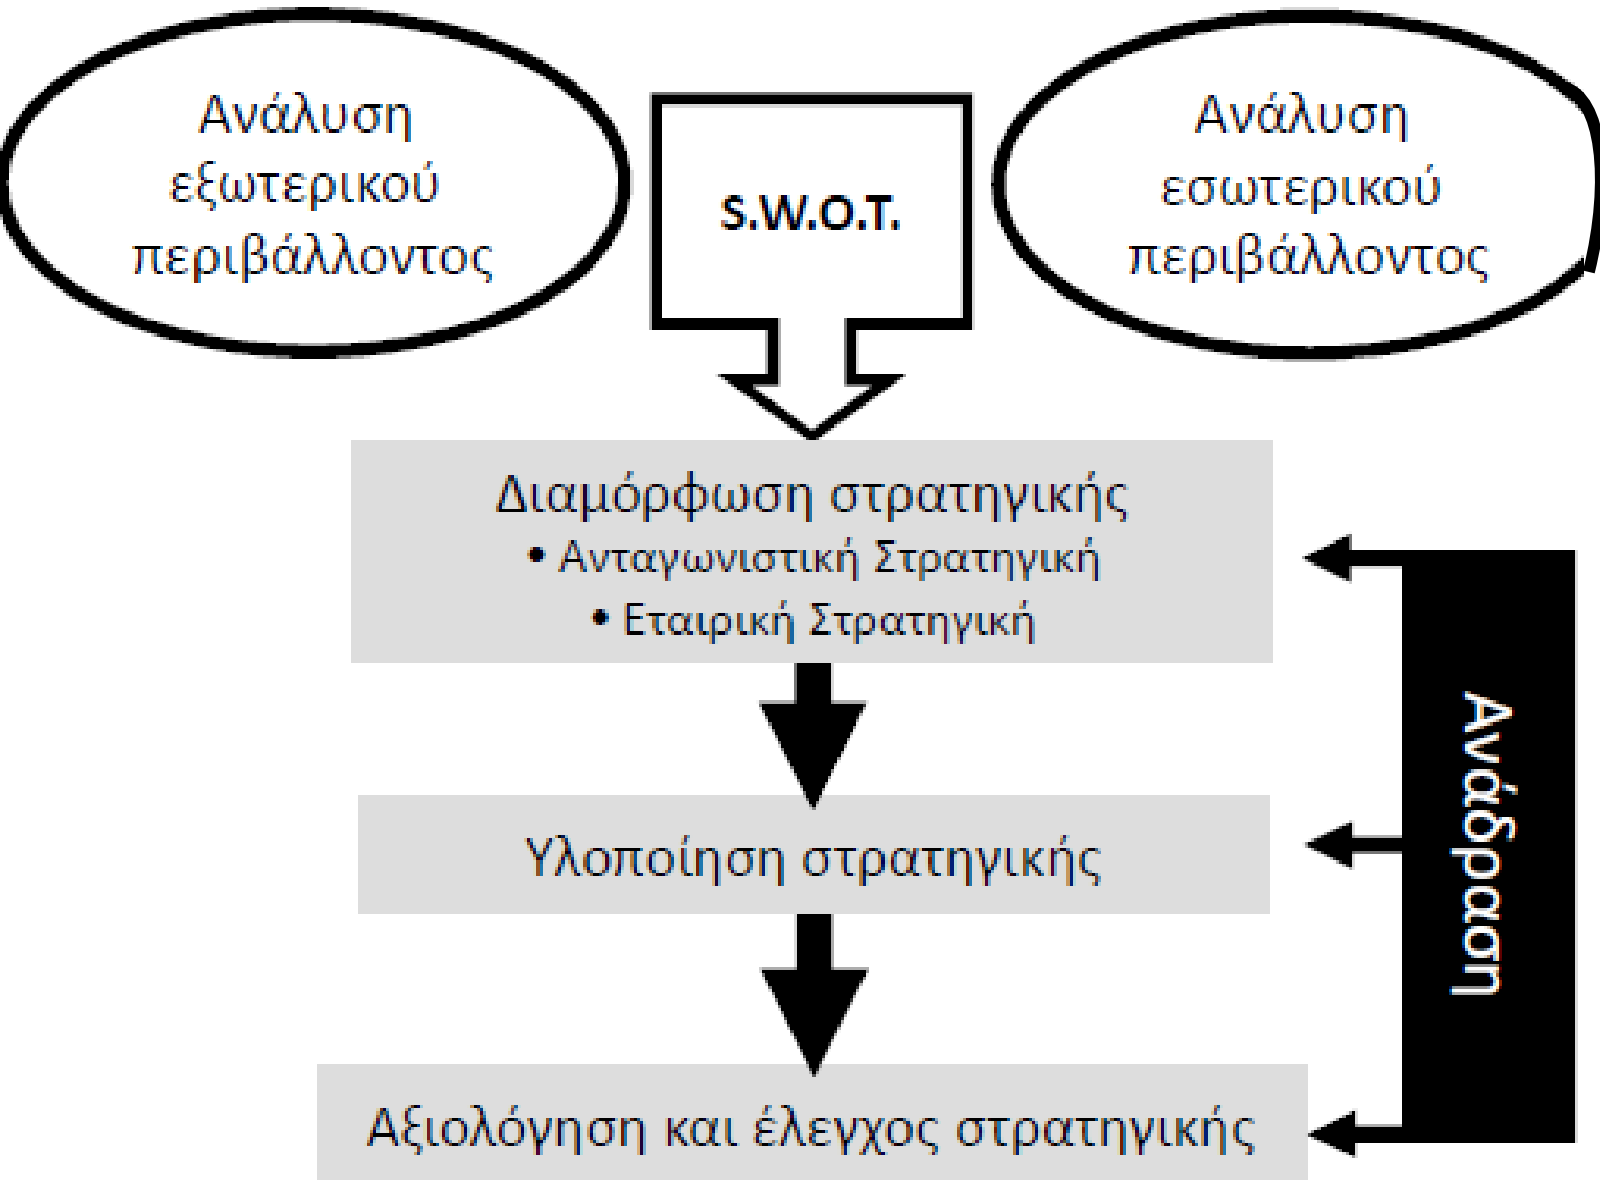 Ανάλυση
εξωτερικού
περιβάλλοντος
S.W.O.T.
Ανάλυση
εσωτερικού
περιβάλλοντος
Διαμόρφωση στρατηγικής
• Ανταγωνιστική Στρατηγική
• Εταιρική Στρατηγική
Υλοποίηση στρατηγικής
Αξιολόγηση και έλεγχος στρατηγικής
Ανάδραση